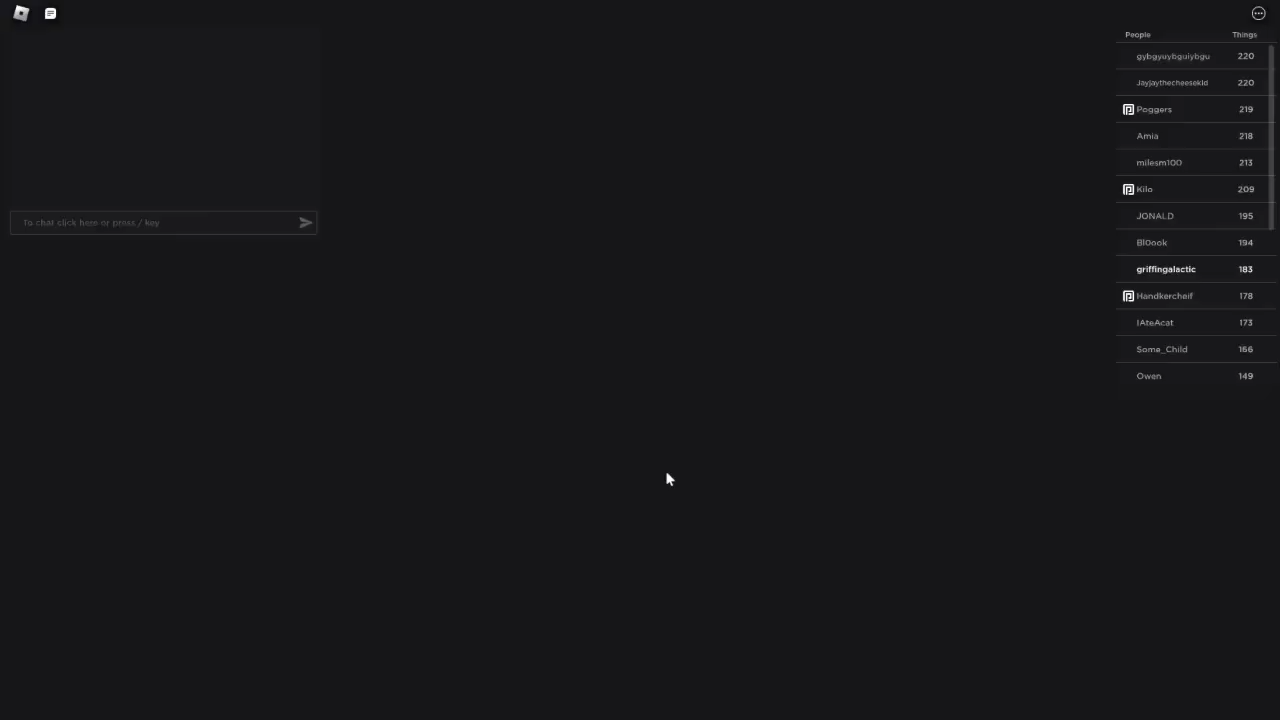 People Things
gybgyuybguiybgu 220
Jayjaythecheesekid 220
Poggers 219
Amia 218
milesm100 213
Kilo 209
To chat click here or press / key
JONALD 195
Bl0ook 194
griffingalactic 183
Handkercheif 178
IAteAcat 173
Some_Child 166
Owen 149